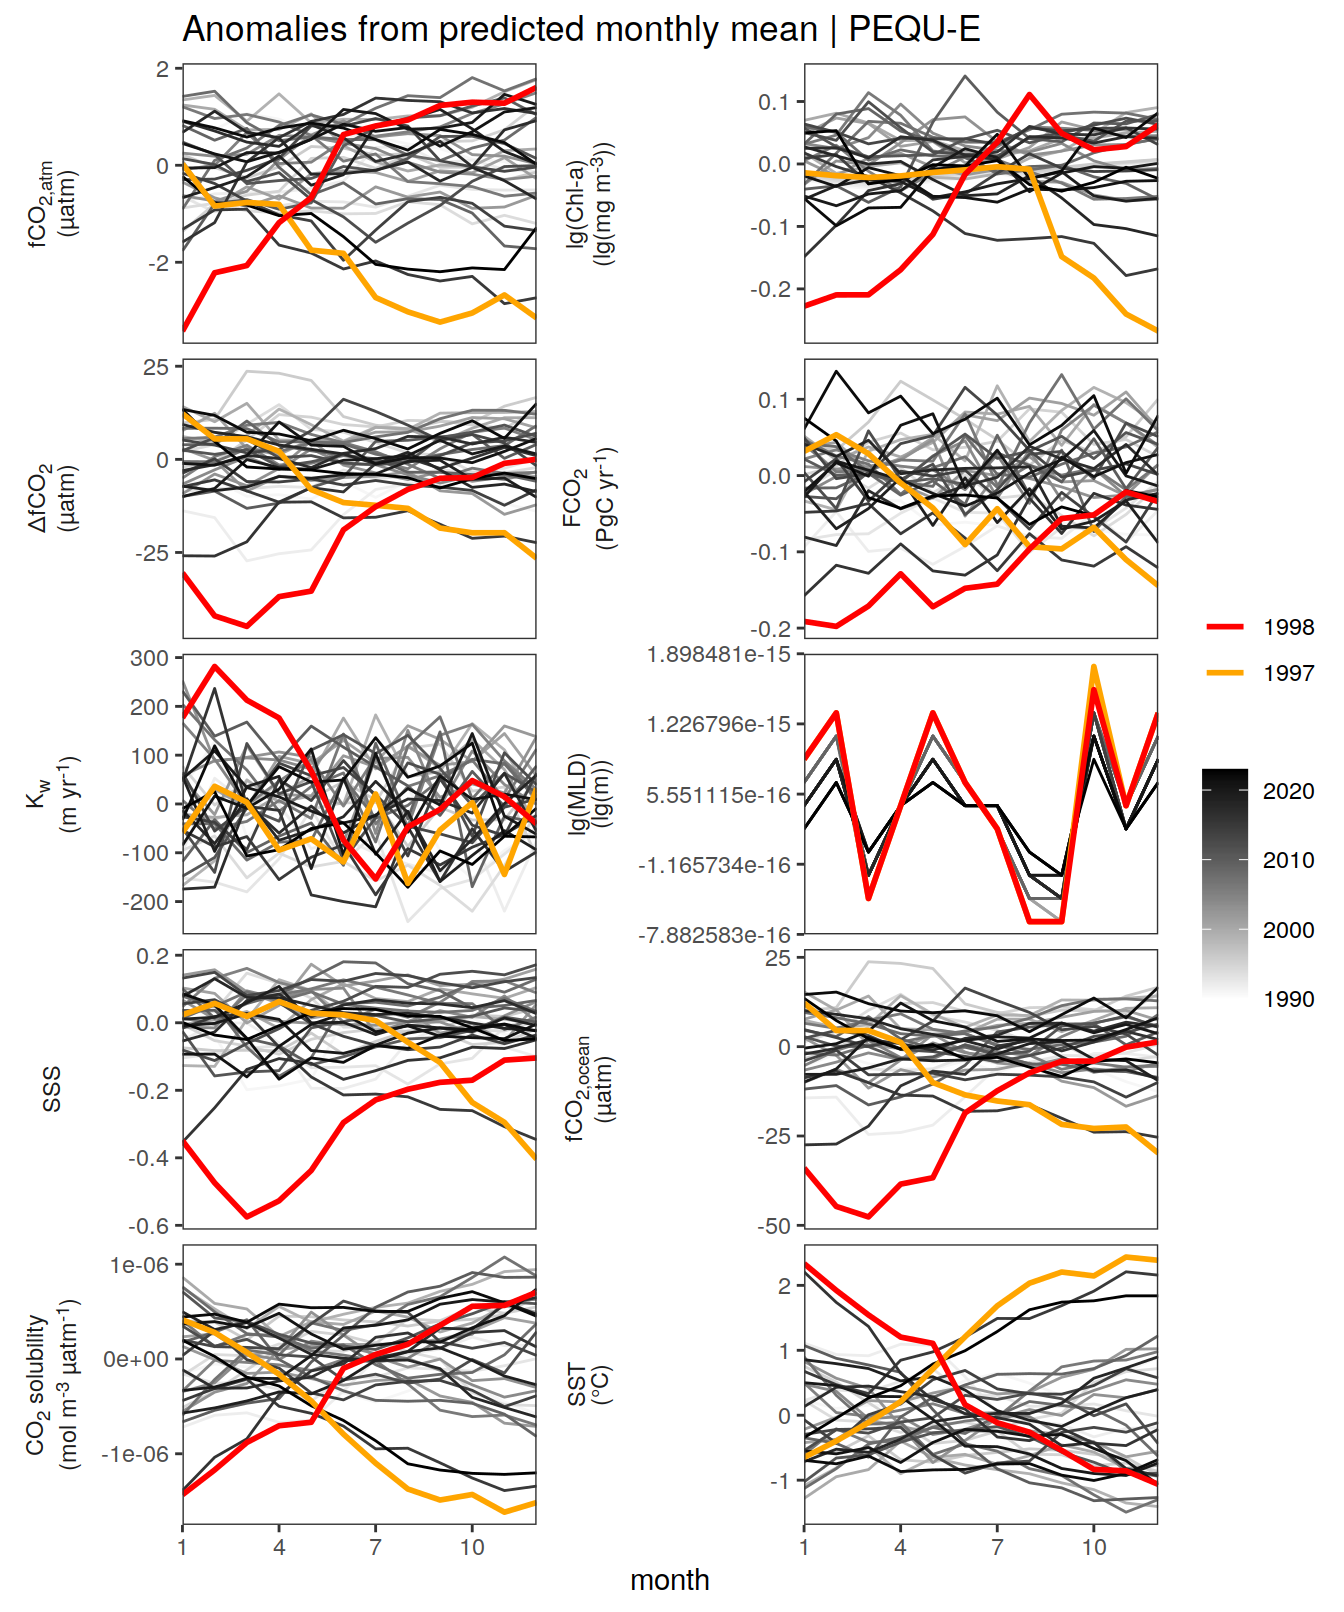 Anomalies from predicted monthly mean | PEQU-E
fCO2,atm
(µatm)
2
0
-2
lg(Chl-a)
(lg(mg m-3))
0.1
0.0
-0.1
-0.2
ΔfCO2
(µatm)
25
0
-25
FCO2
(PgC yr-1)
0.1
0.0
-0.1
-0.2
Kw
(m yr-1)
300
200
100
0
-100
-200
lg(MLD)
(lg(m))
1.898481e-15
1.226796e-15
5.551115e-16
-1.165734e-16
-7.882583e-16
SSS
0.2
0.0
-0.2
-0.4
-0.6
fCO2,ocean
(µatm)
25
0
-25
-50
CO2 solubility
(mol m-3 µatm-1)
1e-06
0e+00
-1e-06
SST
(°C)
2
1
0
-1
1 4 7 10
1 4 7 10
month
1998
1997
2020
2010
2000
1990